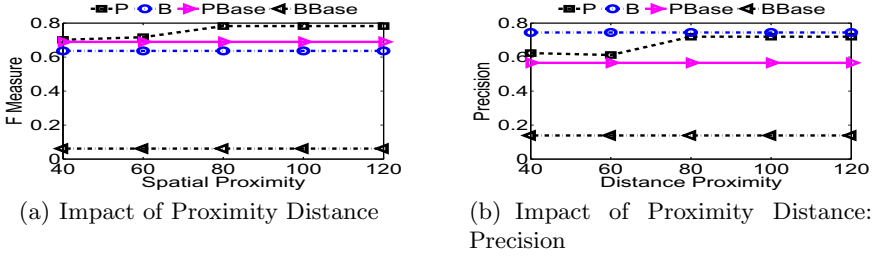 P B PBase BBase
0.8
0.6
0.4
0.2
0
F Measure
40 60 80 100 120
Spatial Proximity
(a) Impact of Proximity Distance
P B PBase BBase
0.8
0.6
0.4
0.2
0
Precision
40 60 80 100 120
Distance Proximity
(b) Impact of Proximity Distance:
Precision